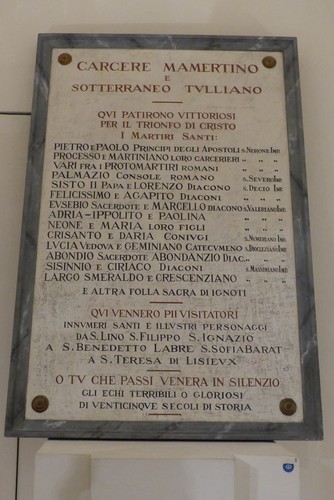 CARCERE MAMERTINO
E
SOTTERRANEO TVLLIANO
QVI PATIRONO VITTORIOSI
PER IL TRIONFO DI CRISTO
I MARTIRI SANTI:
PIETRO E PAOLO PRINCIPI DEGLI APOSTOLI S. NERONE IMP.
PROCESSO E MARTINIANO LORO CARCERIERI „ „ „
VARI FRA I PROTOMARTIRI ROMANI „ „ „
PALMAZIO CONSOLE ROMANO S. SEVERO IMP.
SISTO II PAPA E LORENZO DIACONO S. DECIO IMP.
FELICISSIMO E AGAPITO DIACONI „ „ „
EVSEBIO SACERDOTE E MARCELLO DIACONO S. VALERIANO IMP.
ADRIA-IPPOLITO E PAOLINA „ „ „
NEONE E MARIA LORO FIGLI „ „ „
CRISANTO E DARIA CONIVGI S. NVMERIANO IMP.
LVCIA VEDOVA E GEMINIANO CATECVMENO S. DIOCLEZIANO IMP.
ABONDIO SACERDOTE ABONDANZIO DIAC. „ „ „
SISINNIO E CIRIACO DIACONI S. MASSIMIANO IMP.
LARGO SMERALDO E CRESCENZIANO „ „ „
E ALTRA FOLLA SACRA DI IGNOTI
QVI VENNERO PII VISITATORI
INNVMERI SANTI E ILLVSTRI PERSONAGGI
DA S. LINO S. FILIPPO S. IGNAZIO
A S. BENEDETTO LABRE S. SOFIA BARAT
A S. TERESA DI LISIEVX
O TV CHE PASSI VENERA IN SILENZIO
GLI ECHI TERRIBILI O GLORIOSI
DI VENTICINQVE SECOLI DI STORIA